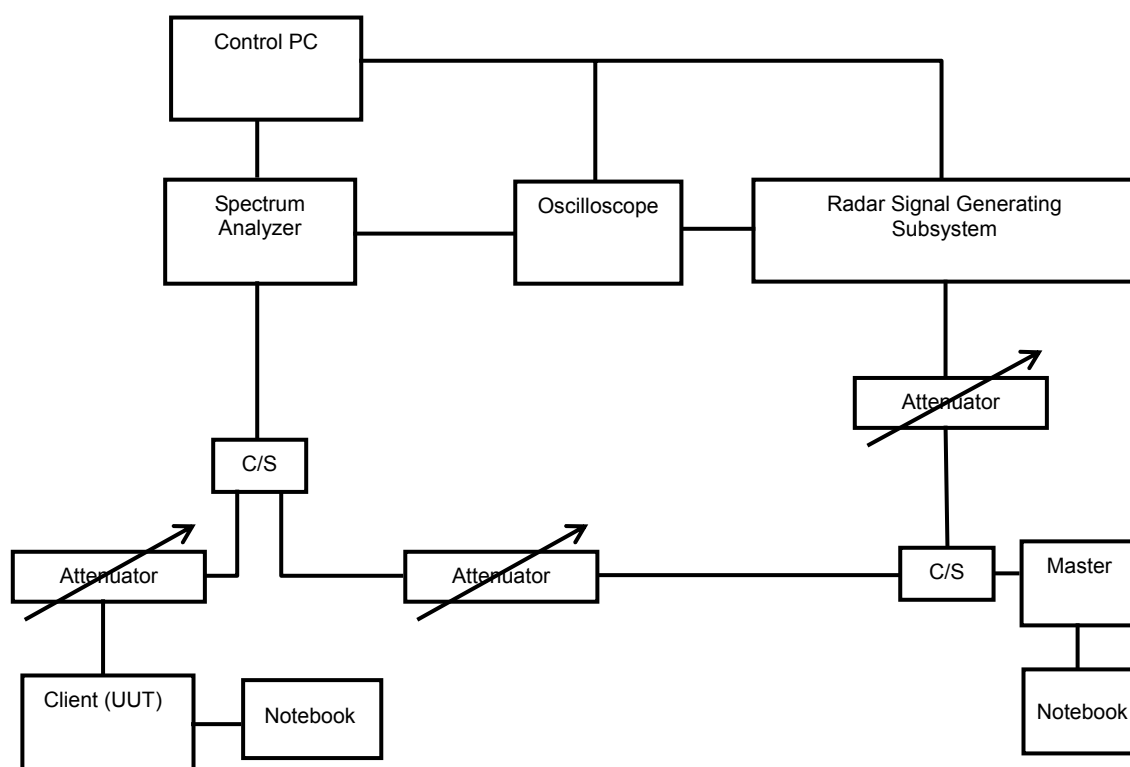 Control PC
Spectrum
Analyzer
Oscilloscope
Radar Signal Generating
Subsystem
Attenuator
C/S
Attenuator
Attenuator
C/S
Master
Client (UUT)
Notebook
Notebook